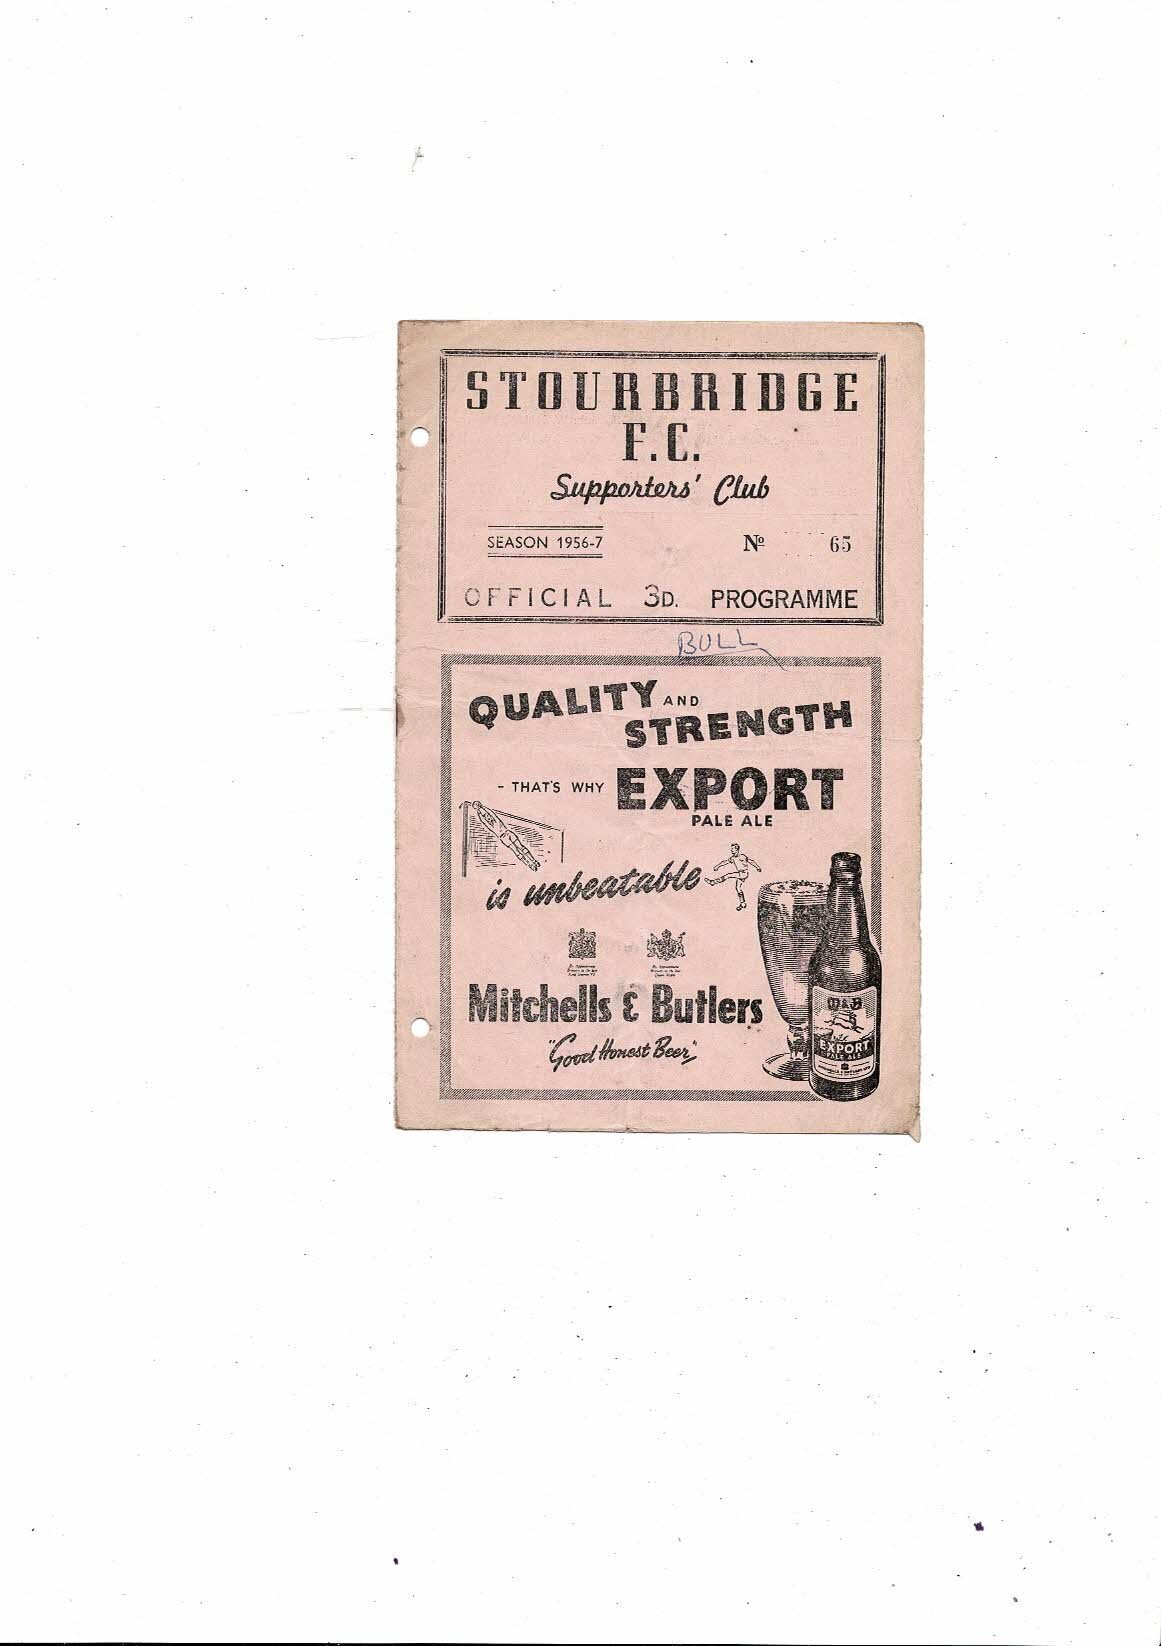 STOURBRIDGE
F.C.
Supporters' Club
SEASON 1956-7 Nº 65
OFFICIAL 3D. PROGRAMME
BULL
QUALITY AND
STRENGTH
- THAT'S WHY EXPORT
PALE ALE
is unbeatable
Mitchells & Butlers
"Good Honest Beer"
M&B
EXPORT
PALE ALE